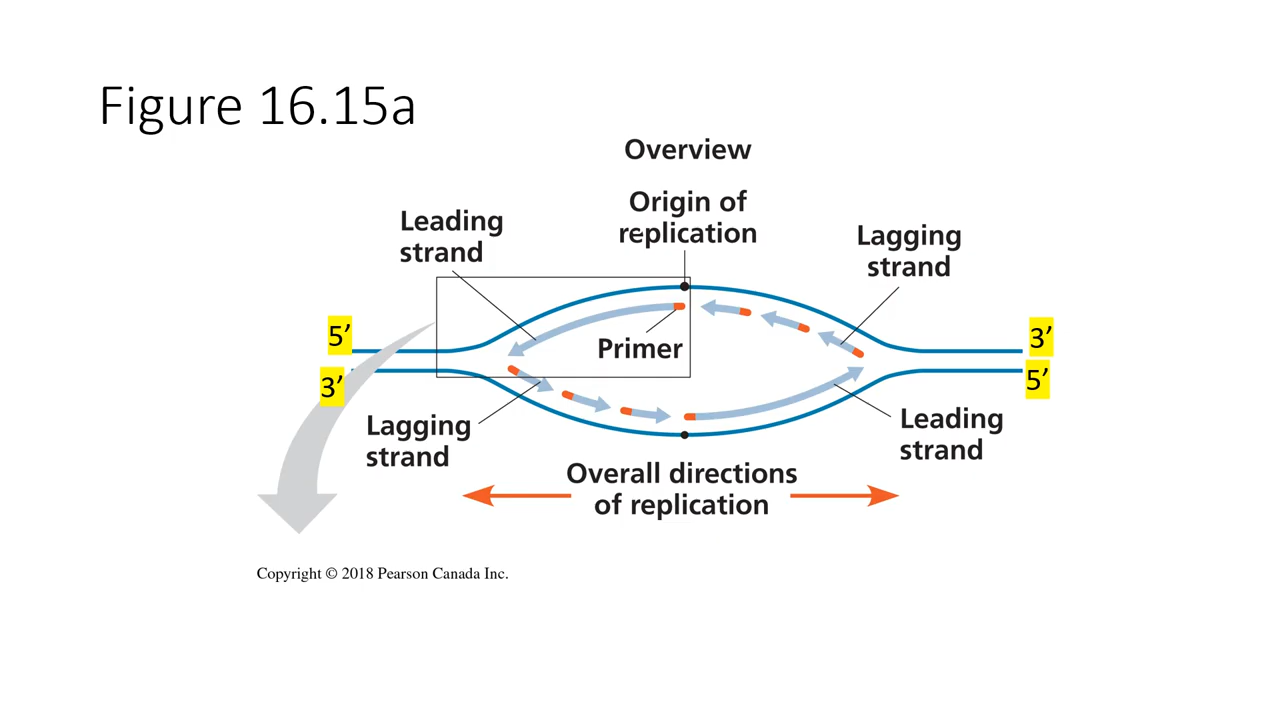 Figure 16.15a
Overview
Origin of
replication
Leading
strand
Lagging
strand
5’
3’
Primer
3’
5’
Lagging
strand
Leading
strand
Overall directions
of replication
Copyright © 2018 Pearson Canada Inc.